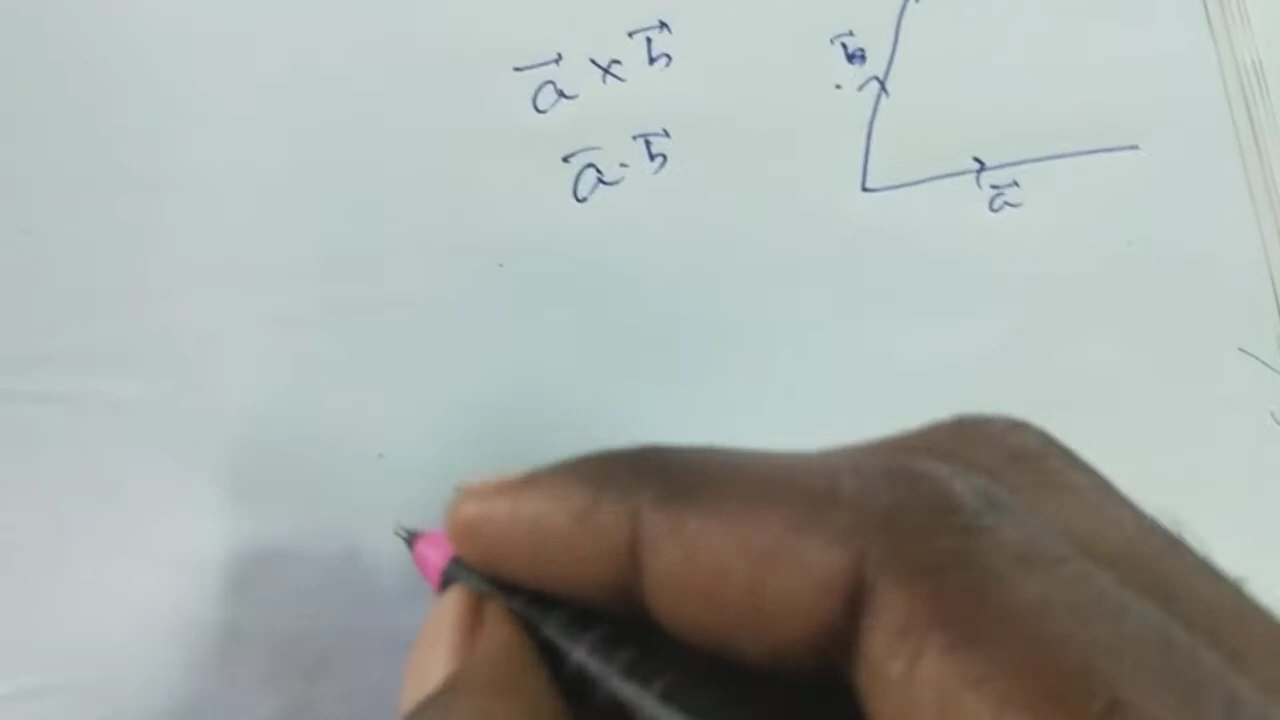 a⃗ × b⃗
a⃗ · b⃗
b⃗
a⃗